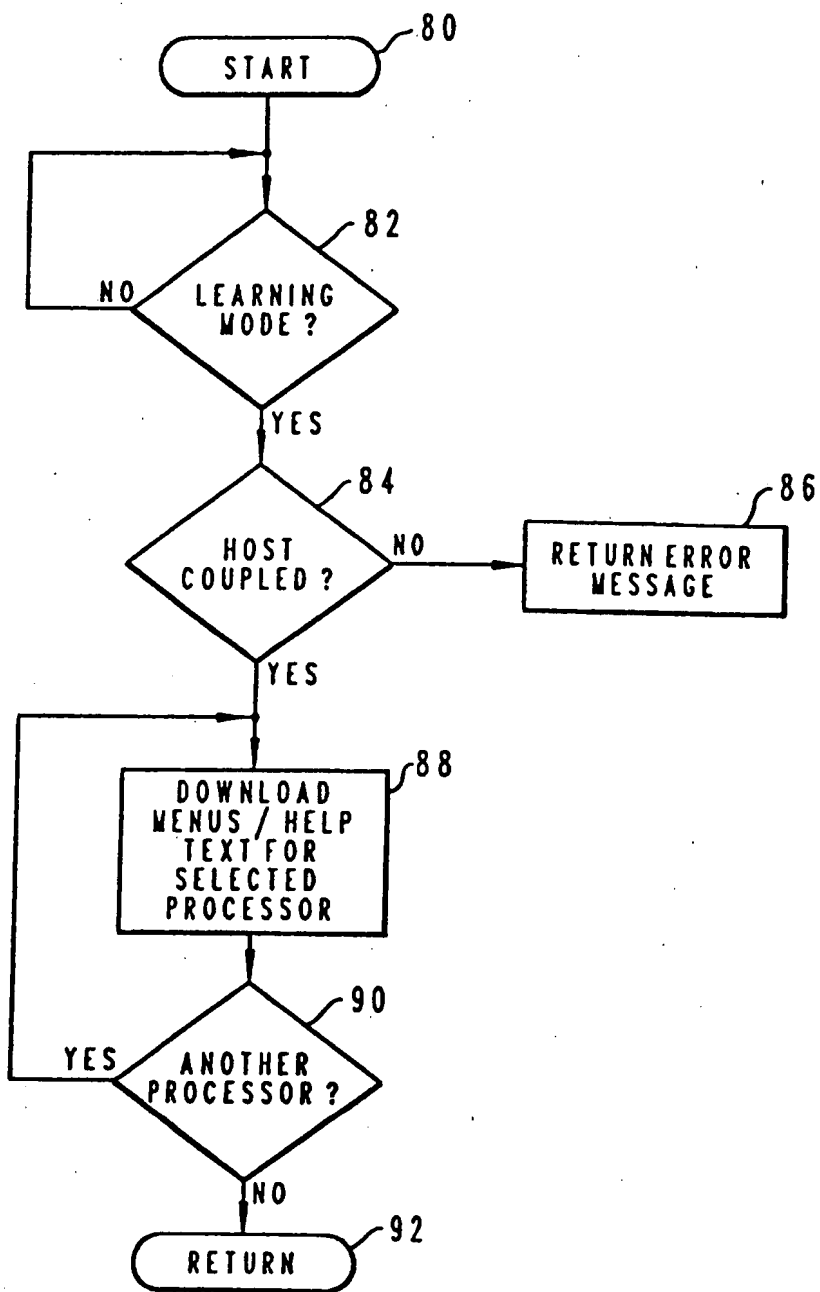 80
START
82
LEARNING
MODE ?
NO
YES
84
HOST
COUPLED ?
NO
86
RETURN ERROR
MESSAGE
YES
88
DOWNLOAD
MENUS / HELP
TEXT FOR
SELECTED
PROCESSOR
90
YES
ANOTHER
PROCESSOR ?
NO
92
RETURN